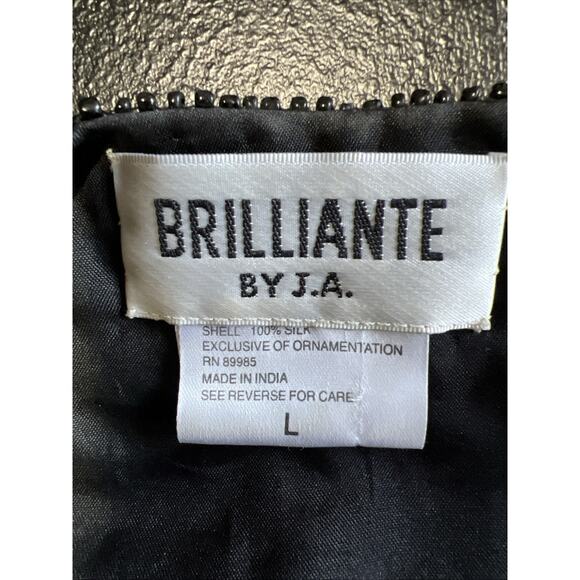 BRILLIANTE
BY J.A.
SHELL 100% SILK
EXCLUSIVE OF ORNAMENTATION
RN 89985
MADE IN INDIA
SEE REVERSE FOR CARE
L